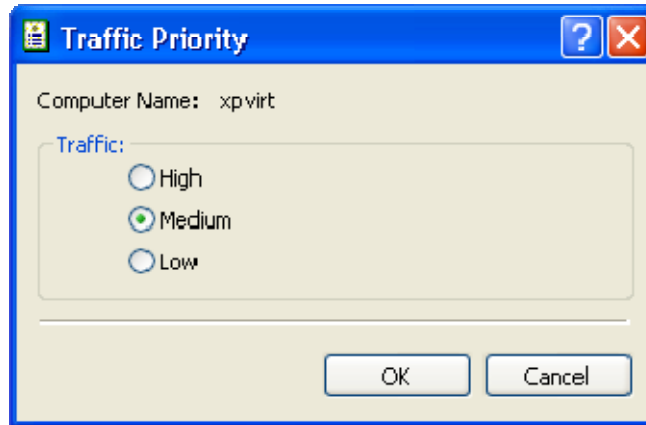 Traffic Priority
Computer Name: xpvirt
Traffic:
High
Medium
Low
OK Cancel